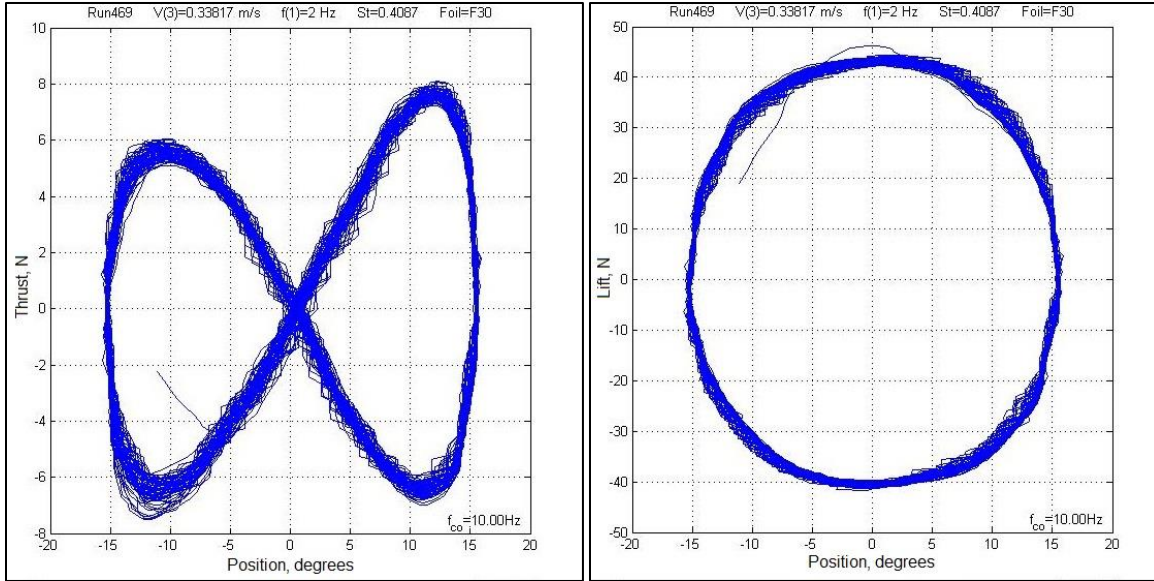 Run469 V(3)=0.33817 m/s f(1)=2 Hz St=0.4087 Foil=F30
10
8
6
4
2
0
-2
-4
-6
-8
Thrust, N
-20 -15 -10 -5 0 5 10 15 20
Position, degrees
f_co=10.00Hz
Run469 V(3)=0.33817 m/s f(1)=2 Hz St=0.4087 Foil=F30
50
40
30
20
10
0
-10
-20
-30
-40
-50
Lift, N
-20 -15 -10 -5 0 5 10 15 20
Position, degrees
f_co=10.00Hz